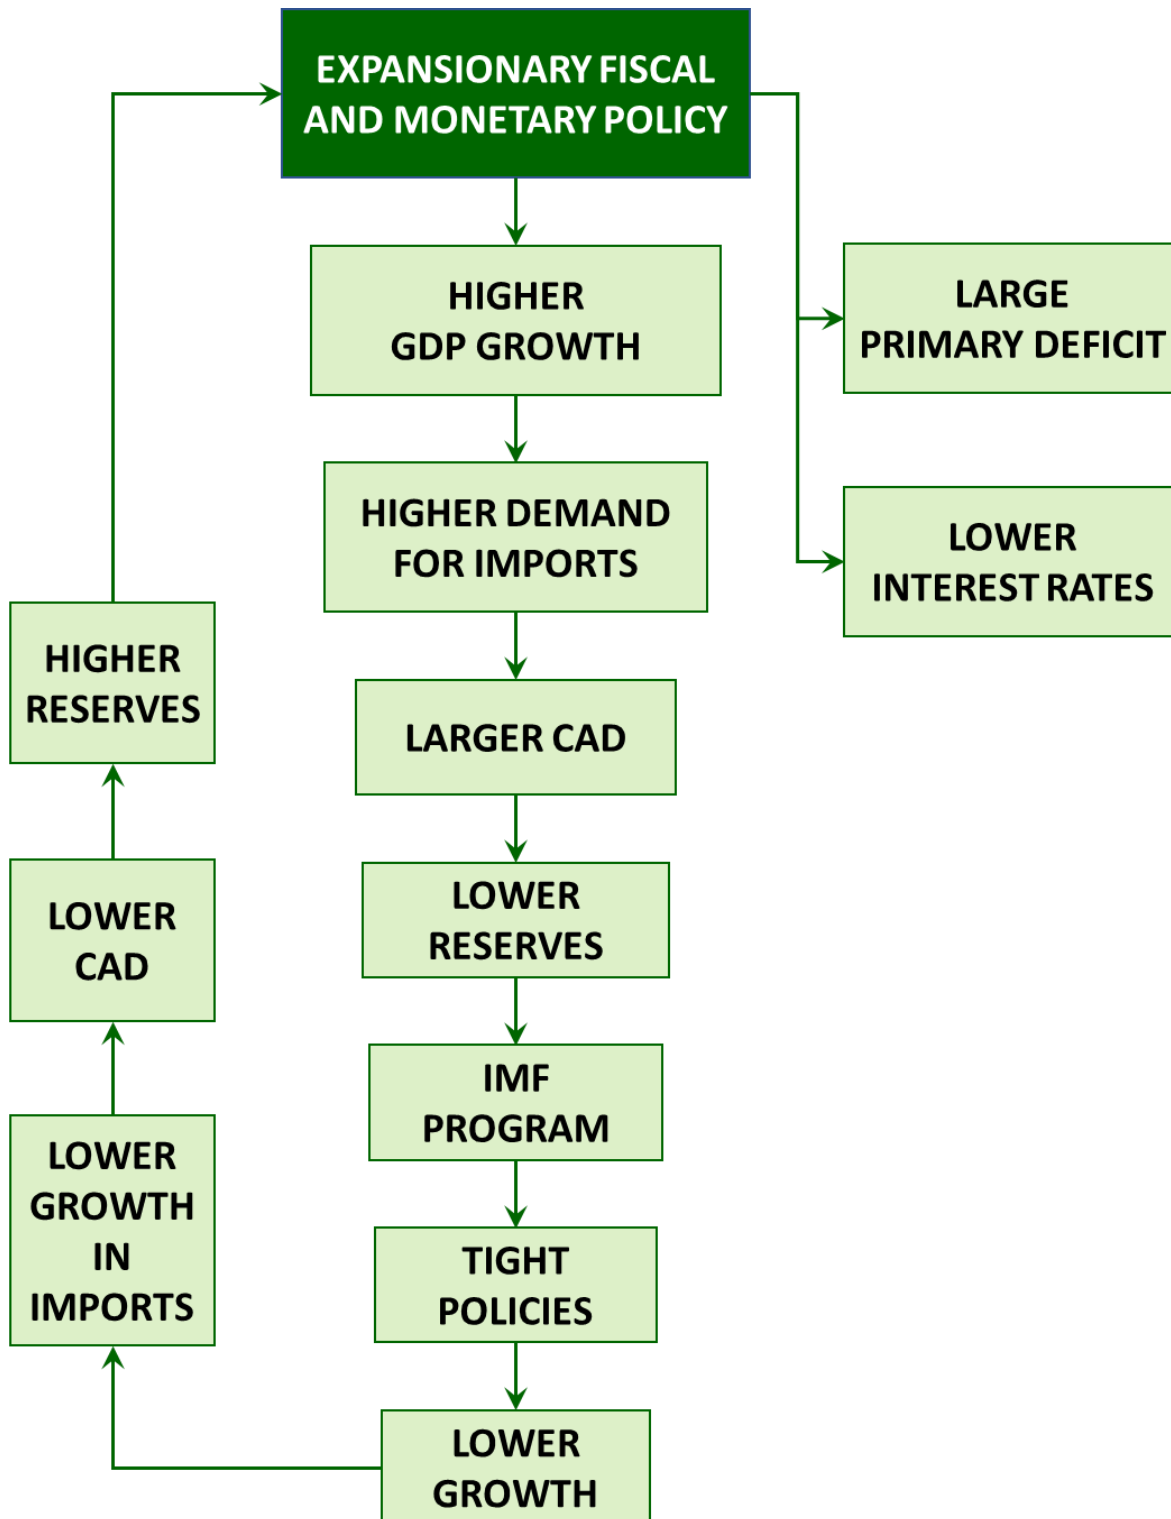 EXPANSIONARY FISCAL
AND MONETARY POLICY
HIGHER
GDP GROWTH
LARGE
PRIMARY DEFICIT
HIGHER DEMAND
FOR IMPORTS
LOWER
INTEREST RATES
LARGER CAD
LOWER
RESERVES
IMF
PROGRAM
TIGHT
POLICIES
LOWER
GROWTH
LOWER
GROWTH
IN
IMPORTS
LOWER
CAD
HIGHER
RESERVES